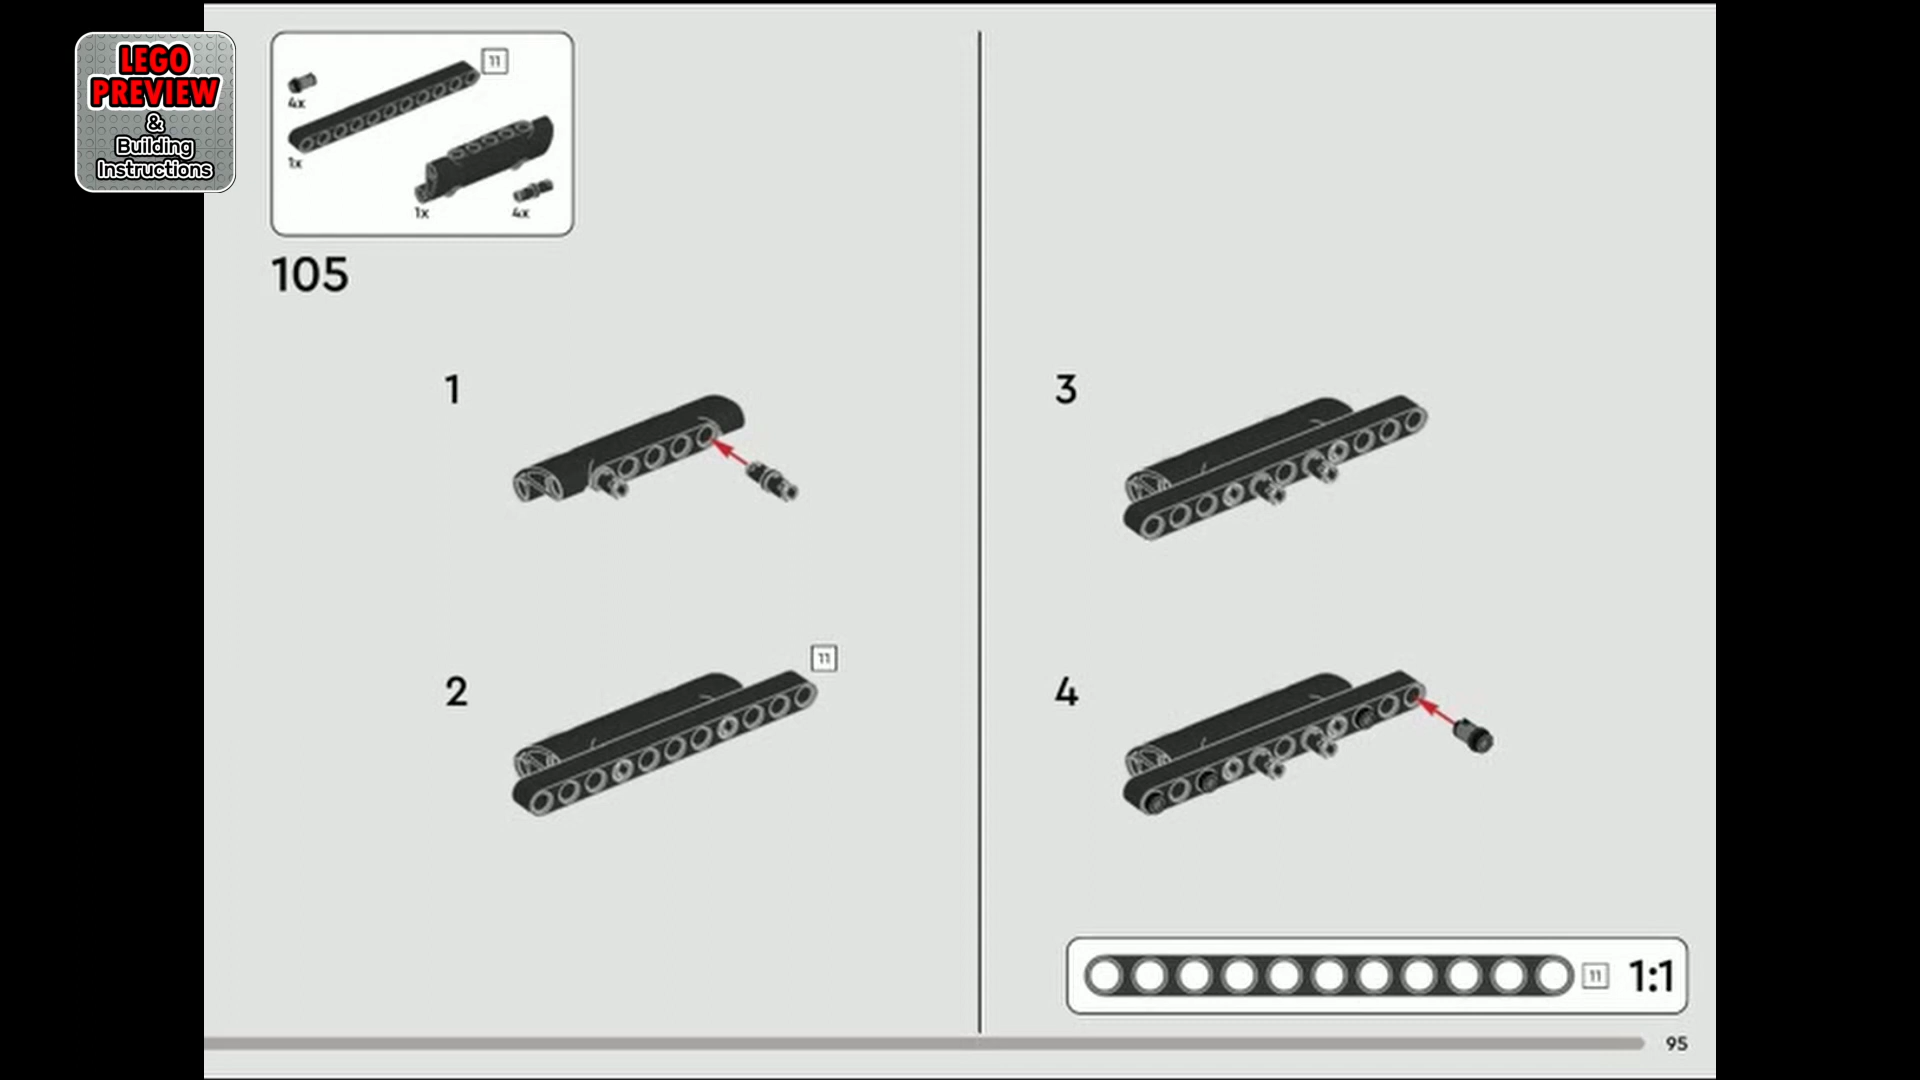 LEGO
PREVIEW
&
Building
Instructions
4x
11
1x
1x
4x
105
1
2
11
3
4
11
1:1
95